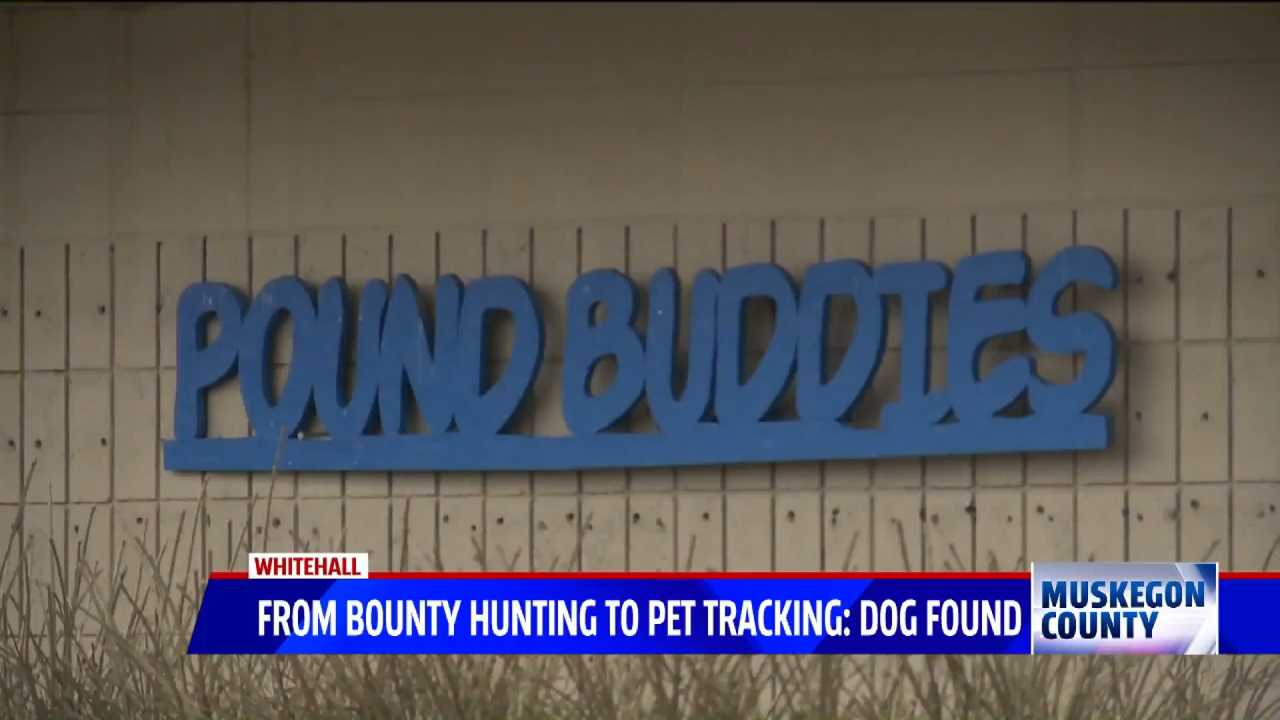 POUND BUDDIES
WHITEHALL
FROM BOUNTY HUNTING TO PET TRACKING: DOG FOUND
MUSKEGON
COUNTY